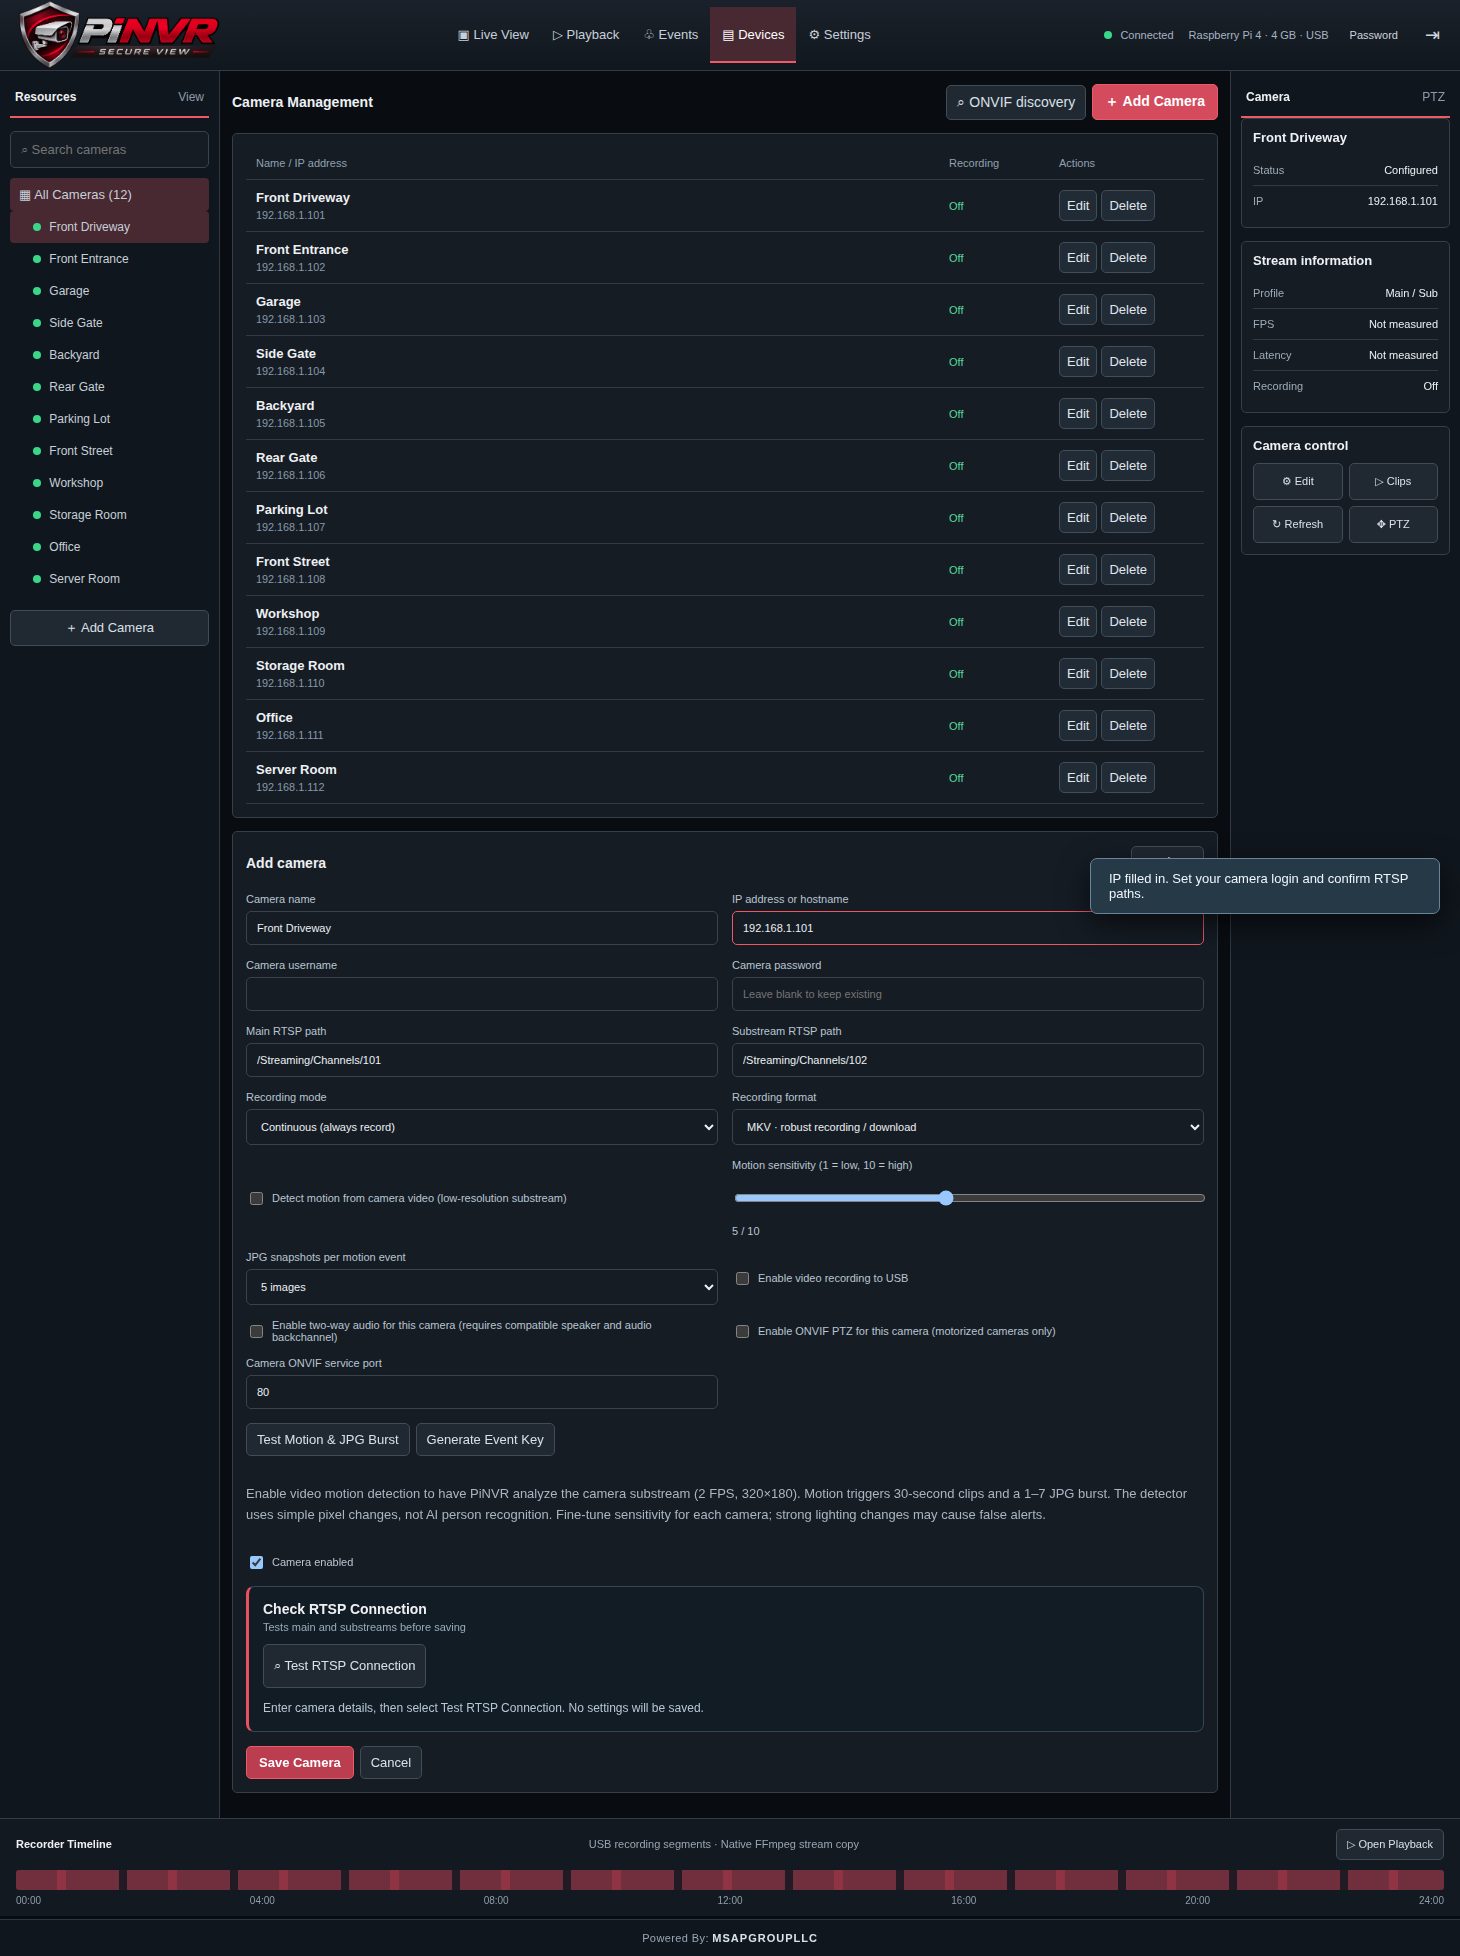 PiNVR
SECURE VIEW
▣ Live View ▷ Playback ♧ Events ▤ Devices ⚙ Settings
Connected Raspberry Pi 4 · 4 GB · USB Password ⇥
Resources View
⌕ Search cameras
▦ All Cameras (12)
Front Driveway
Front Entrance
Garage
Side Gate
Backyard
Rear Gate
Parking Lot
Front Street
Workshop
Storage Room
Office
Server Room
＋ Add Camera
Camera Management ⌕ ONVIF discovery ＋ Add Camera
Name / IP address Recording Actions
Front Driveway
192.168.1.101
Off Edit Delete
Front Entrance
192.168.1.102
Off Edit Delete
Garage
192.168.1.103
Off Edit Delete
Side Gate
192.168.1.104
Off Edit Delete
Backyard
192.168.1.105
Off Edit Delete
Rear Gate
192.168.1.106
Off Edit Delete
Parking Lot
192.168.1.107
Off Edit Delete
Front Street
192.168.1.108
Off Edit Delete
Workshop
192.168.1.109
Off Edit Delete
Storage Room
192.168.1.110
Off Edit Delete
Office
192.168.1.111
Off Edit Delete
Server Room
192.168.1.112
Off Edit Delete
Camera PTZ
Front Driveway
Status Configured
IP 192.168.1.101
Stream information
Profile Main / Sub
FPS Not measured
Latency Not measured
Recording Off
Camera control
⚙ Edit ▷ Clips
↻ Refresh ✥ PTZ
Add camera
IP filled in. Set your camera login and confirm RTSP
paths.
Camera name IP address or hostname
Front Driveway 192.168.1.101
Camera username Camera password
Leave blank to keep existing
Main RTSP path Substream RTSP path
/Streaming/Channels/101 /Streaming/Channels/102
Recording mode Recording format
Continuous (always record) MKV · robust recording / download
Motion sensitivity (1 = low, 10 = high)
Detect motion from camera video (low-resolution substream)
5 / 10
JPG snapshots per motion event
5 images Enable video recording to USB
Enable two-way audio for this camera (requires compatible speaker and audio
backchannel)
Enable ONVIF PTZ for this camera (motorized cameras only)
Camera ONVIF service port
80
Test Motion & JPG Burst Generate Event Key
Enable video motion detection to have PiNVR analyze the camera substream (2 FPS, 320×180). Motion triggers 30-second clips and a 1–7 JPG burst. The detector
uses simple pixel changes, not AI person recognition. Fine-tune sensitivity for each camera; strong lighting changes may cause false alerts.
Camera enabled
Check RTSP Connection
Tests main and substreams before saving
⌕ Test RTSP Connection
Enter camera details, then select Test RTSP Connection. No settings will be saved.
Save Camera Cancel
Recorder Timeline USB recording segments · Native FFmpeg stream copy ▷ Open Playback
00:00 04:00 08:00 12:00 16:00 20:00 24:00
Powered By: MSAPGROUPLLC